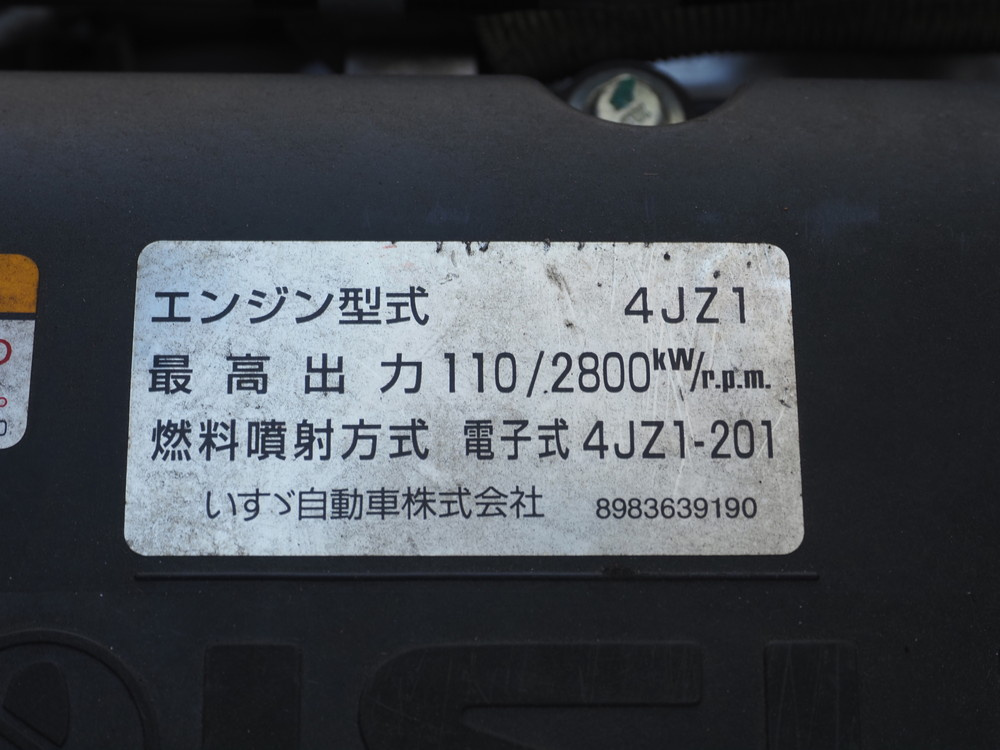 エンジン型式 4JZ1
最高出力 110/2800kW/r.p.m.
燃料噴射方式 電子式 4JZ1-201
いすゞ自動車株式会社 8983639190